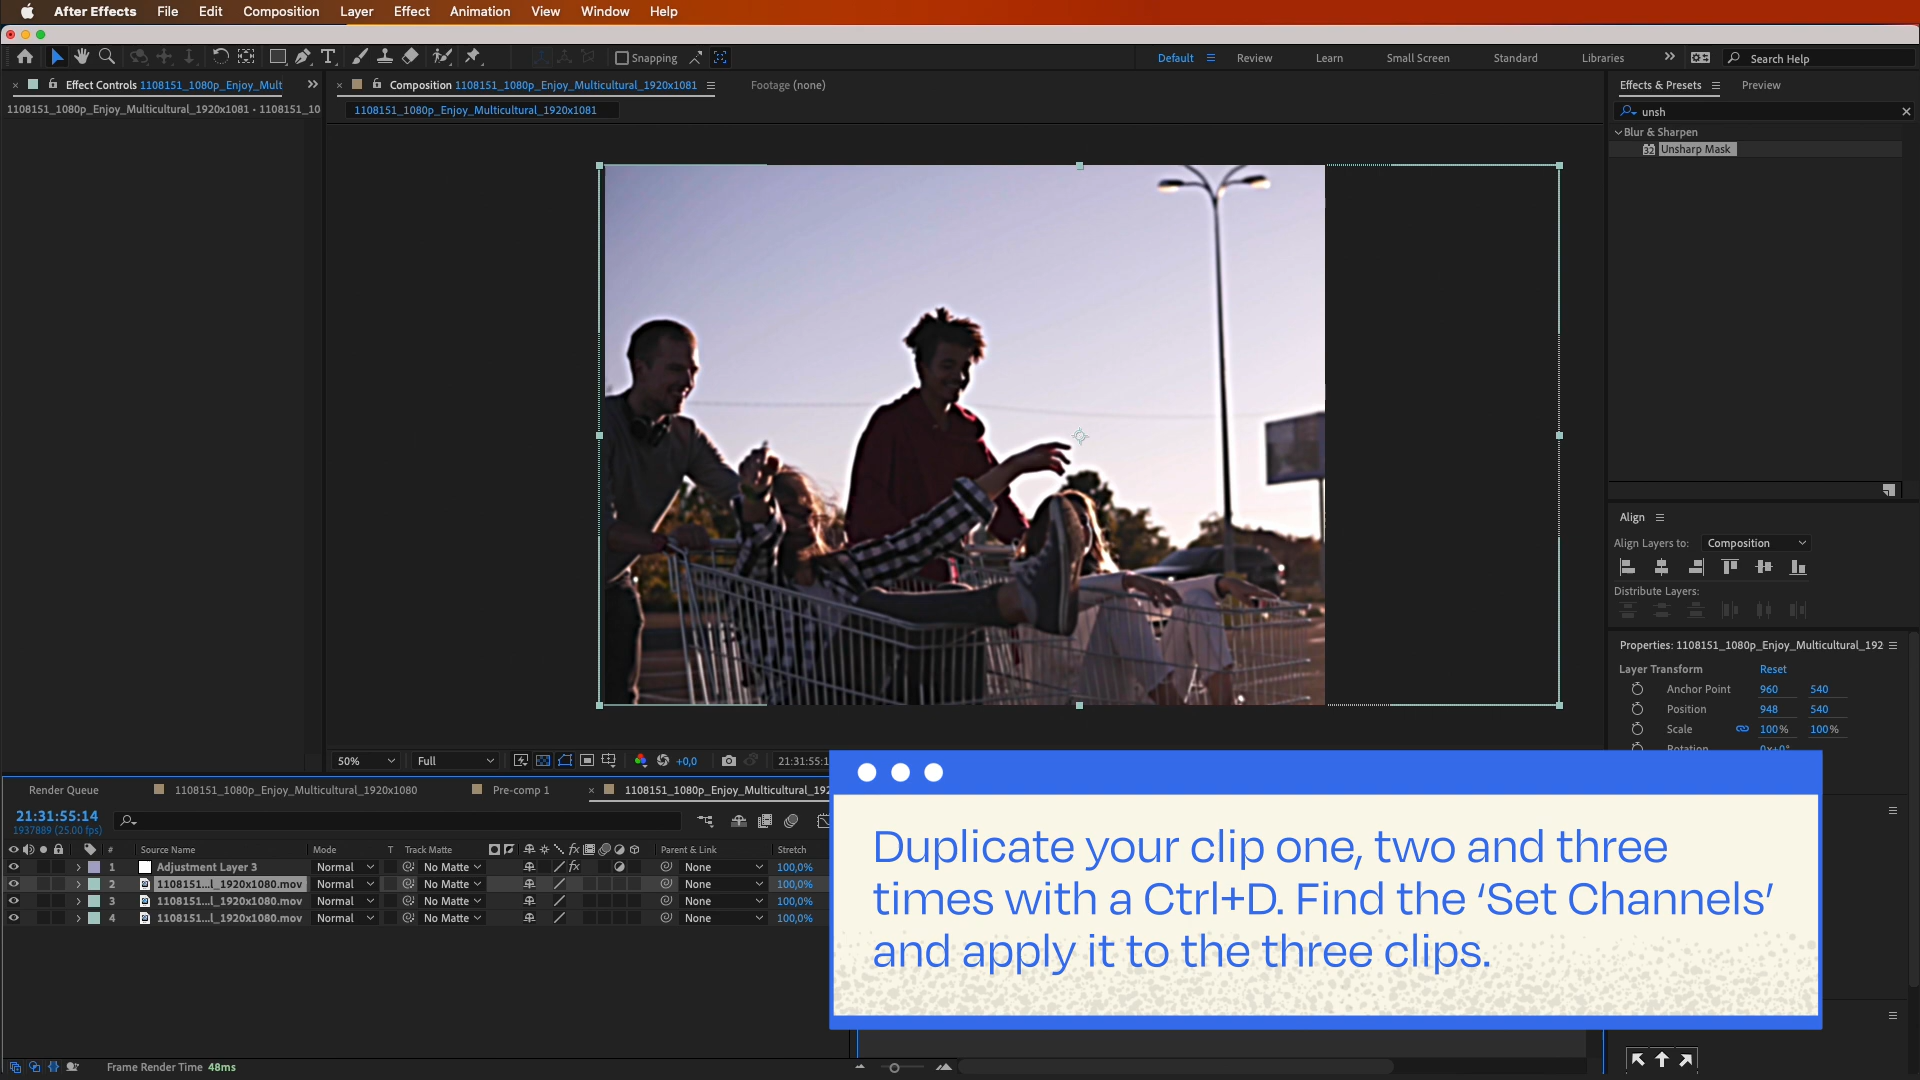 After Effects File Edit Composition Layer Effect Animation View Window Help
Snapping Default Review Learn Small Screen Standard Libraries Search Help
Effect Controls 1108151_1080p_Enjoy_Mult
Composition 1108151_1080p_Enjoy_Multicultural_1920x1081
Footage (none)
Effects & Presets
Preview
1108151_1080p_Enjoy_Multicultural_1920x1081 • 1108151_10
1108151_1080p_Enjoy_Multicultural_1920x1081
unsh
Blur & Sharpen
32 Unsharp Mask
Align
Align Layers to: Composition
Distribute Layers:
Properties: 1108151_1080p_Enjoy_Multicultural_192
Layer Transform Reset
Anchor Point 960 540
Position 948 540
Scale 100% 100%
Rotation 0x+0°
50% Full +0,0 21:31:55:1
Render Queue
1108151_1080p_Enjoy_Multicultural_1920x1080
Pre-comp 1
1108151_1080p_Enjoy_Multicultural_192
21:31:55:14
1937889 (25.00 fps)
# Source Name Mode T Track Matte fx Parent & Link Stretch
1 Adjustment Layer 3 Normal No Matte fx None 100,0%
2 1108151...l_1920x1080.mov Normal No Matte None 100,0%
3 1108151...l_1920x1080.mov Normal No Matte None 100,0%
4 1108151...l_1920x1080.mov Normal No Matte None 100,0%
Duplicate your clip one, two and three
times with a Ctrl+D. Find the ‘Set Channels’
and apply it to the three clips.
Frame Render Time 48ms